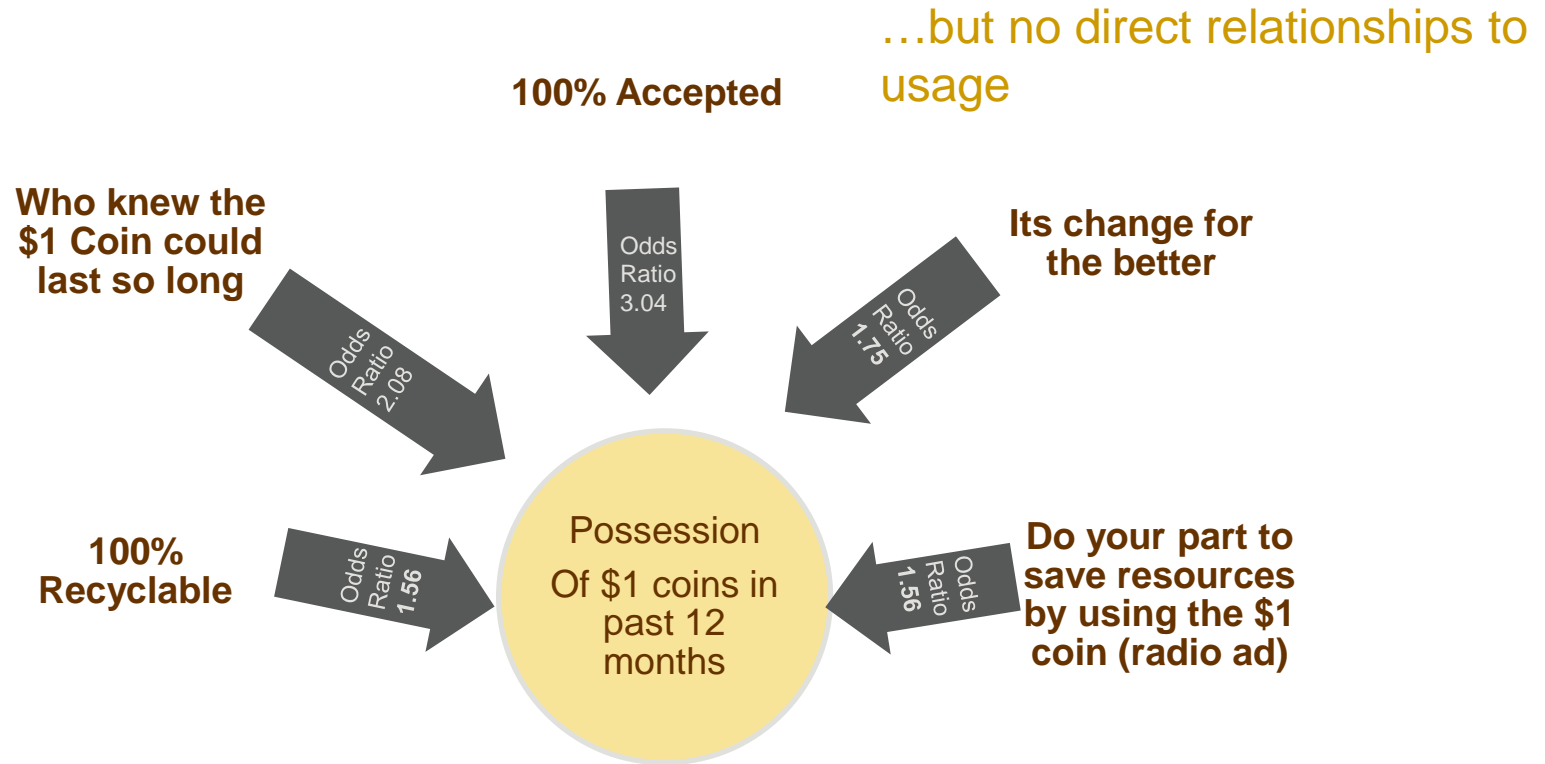 …but no direct relationships to
usage
100% Accepted
Who knew the
$1 Coin could
last so long
Odds
Ratio
3.04
Its change for
the better
Odds
Ratio
2.08
Odds
Ratio
1.75
100%
Recyclable
Odds
Ratio
1.56
Possession
Of $1 coins in
past 12
months
Odds
Ratio
1.56
Do your part to
save resources
by using the $1
coin (radio ad)